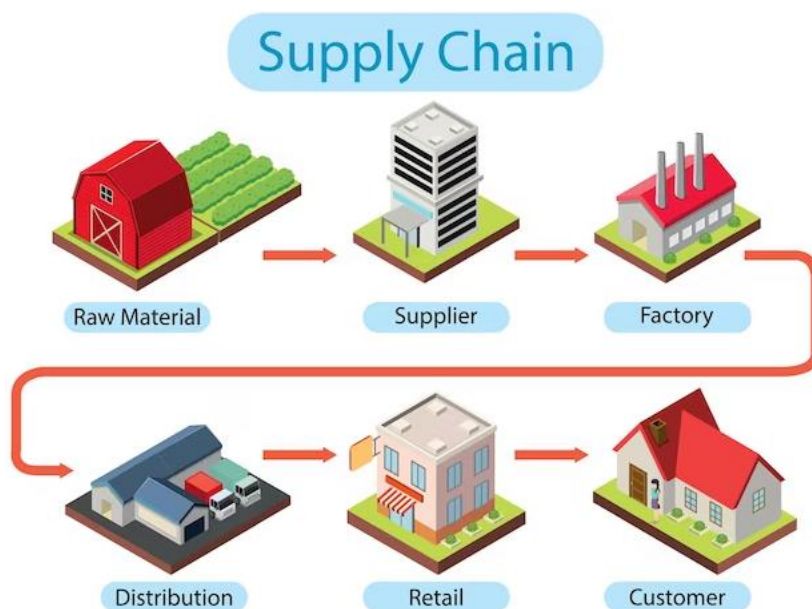 Supply Chain
Raw Material
Supplier
Factory
Distribution
Retail
Customer